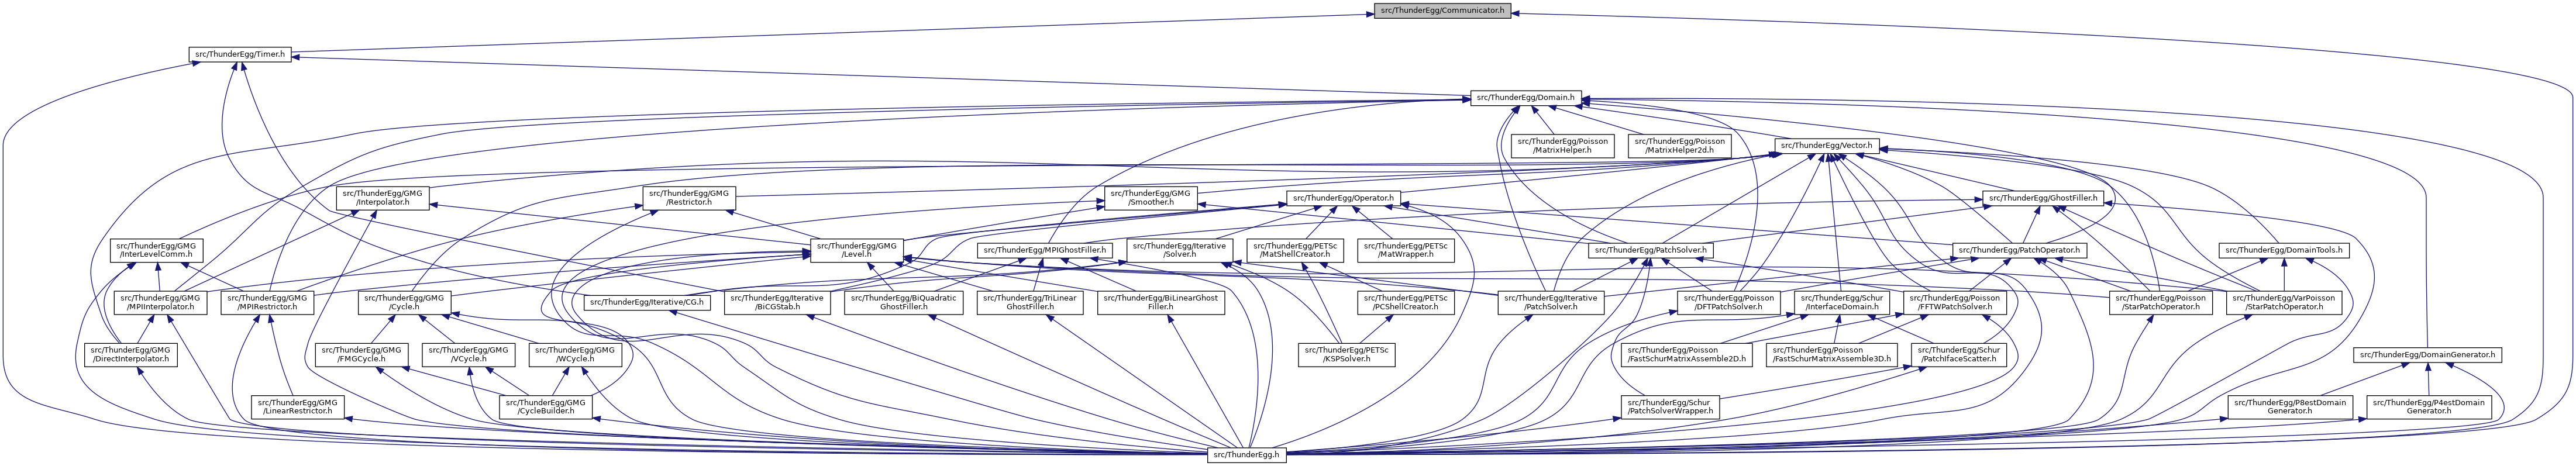 src/ThunderEgg/Communicator.h
src/ThunderEgg/Timer.h
src/ThunderEgg/Domain.h
src/ThunderEgg/Poisson
/MatrixHelper.h
src/ThunderEgg/Poisson
/MatrixHelper2d.h
src/ThunderEgg/Vector.h
src/ThunderEgg/GMG
/Interpolator.h
src/ThunderEgg/GMG
/Restrictor.h
src/ThunderEgg/GMG
/Smoother.h
src/ThunderEgg/Operator.h
src/ThunderEgg/GhostFiller.h
src/ThunderEgg/GMG
/InterLevelComm.h
src/ThunderEgg/GMG
/Level.h
src/ThunderEgg/MPIGhostFiller.h
src/ThunderEgg/Iterative
/Solver.h
src/ThunderEgg/PETSc
/MatShellCreator.h
src/ThunderEgg/PETSc
/MatWrapper.h
src/ThunderEgg/PatchSolver.h
src/ThunderEgg/PatchOperator.h
src/ThunderEgg/DomainTools.h
src/ThunderEgg/GMG
/MPIInterpolator.h
src/ThunderEgg/GMG
/MPIRestrictor.h
src/ThunderEgg/GMG
/Cycle.h
src/ThunderEgg/Iterative/CG.h
src/ThunderEgg/Iterative
/BiCGStab.h
src/ThunderEgg/BiQuadratic
GhostFiller.h
src/ThunderEgg/TriLinear
GhostFiller.h
src/ThunderEgg/BiLinearGhost
Filler.h
src/ThunderEgg/PETSc
/PCShellCreator.h
src/ThunderEgg/Iterative
/PatchSolver.h
src/ThunderEgg/Poisson
/DFTPatchSolver.h
src/ThunderEgg/Schur
/InterfaceDomain.h
src/ThunderEgg/Poisson
/FFTWPatchSolver.h
src/ThunderEgg/Poisson
/StarPatchOperator.h
src/ThunderEgg/VarPoisson
/StarPatchOperator.h
src/ThunderEgg/GMG
/DirectInterpolator.h
src/ThunderEgg/GMG
/FMGCycle.h
src/ThunderEgg/GMG
/VCycle.h
src/ThunderEgg/GMG
/WCycle.h
src/ThunderEgg/PETSc
/KSPSolver.h
src/ThunderEgg/Poisson
/FastSchurMatrixAssemble2D.h
src/ThunderEgg/Poisson
/FastSchurMatrixAssemble3D.h
src/ThunderEgg/Schur
/PatchIfaceScatter.h
src/ThunderEgg/DomainGenerator.h
src/ThunderEgg/GMG
/LinearRestrictor.h
src/ThunderEgg/GMG
/CycleBuilder.h
src/ThunderEgg/Schur
/PatchSolverWrapper.h
src/ThunderEgg/P8estDomain
Generator.h
src/ThunderEgg/P4estDomain
Generator.h
src/ThunderEgg.h